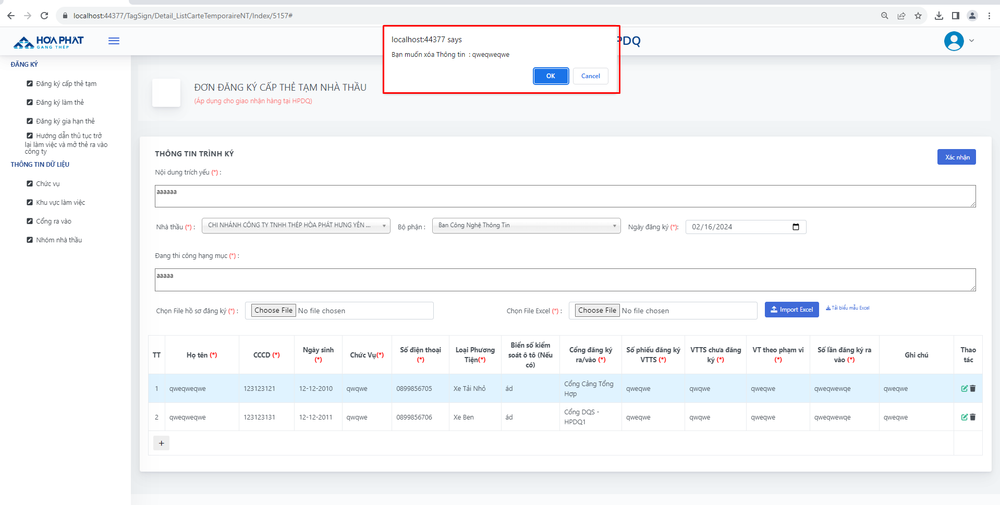 localhost:44377/TagSign/Detail_ListCarteTemporaireNT/Index/5157#
HÒA PHÁT
GANG THÉP
PDQ
localhost:44377 says
Bạn muốn xóa Thông tin : qweqweqwe
OK
Cancel
ĐĂNG KÝ
Đăng ký cấp thẻ tạm
Đăng ký làm thẻ
Đăng ký gia hạn thẻ
Hướng dẫn thủ tục trở
lại làm việc và mở thẻ ra vào
công ty
THÔNG TIN DỮ LIỆU
Chức vụ
Khu vực làm việc
Cổng ra vào
Nhóm nhà thầu
ĐƠN ĐĂNG KÝ CẤP THẺ TẠM NHÀ THẦU
(Áp dụng cho giao nhận hàng tại HPDQ)
THÔNG TIN TRÌNH KÝ
Xác nhận
Nội dung trích yếu (*) :
aaaaaa
Nhà thầu (*) : CHI NHÁNH CÔNG TY TNHH THÉP HÒA PHÁT HƯNG YÊN ... Bộ phận : Ban Công Nghệ Thông Tin Ngày đăng ký (*): 02/16/2024
Đang thi công hạng mục (*) :
aaaaa
Chọn File hồ sơ đăng ký (*) : Choose File No file chosen Chọn File Excel (*) : Choose File No file chosen Import Excel Tải biểu mẫu Excel
TT
Họ tên (*)
CCCD (*)
Ngày sinh
(*)
Chức Vụ(*)
Số điện thoại
(*)
Loại Phương
Tiện(*)
Biển số kiểm
soát ô tô (Nếu
có)
Cổng đăng ký
ra/vào (*)
Số phiếu đăng ký
VTTS (*)
VTTS chưa đăng
ký (*)
VT theo phạm vi
(*)
Số lần đăng ký ra
vào (*)
Ghi chú
Thao
tác
1 qweqweqwe 123123121 12-12-2010 qwqwe 0899856705 Xe Tải Nhỏ ád Cổng Cảng Tổng
Hợp
qweqwe qwqwe qweqwe qweqwewqe qweqwe
2 qweqweqwe 123123131 12-12-2011 qwqwe 0899856706 Xe Ben ád Cổng DQS -
HPDQ1
qweqwe qwqwe qweqwe qweqwewqe qweqwe
+